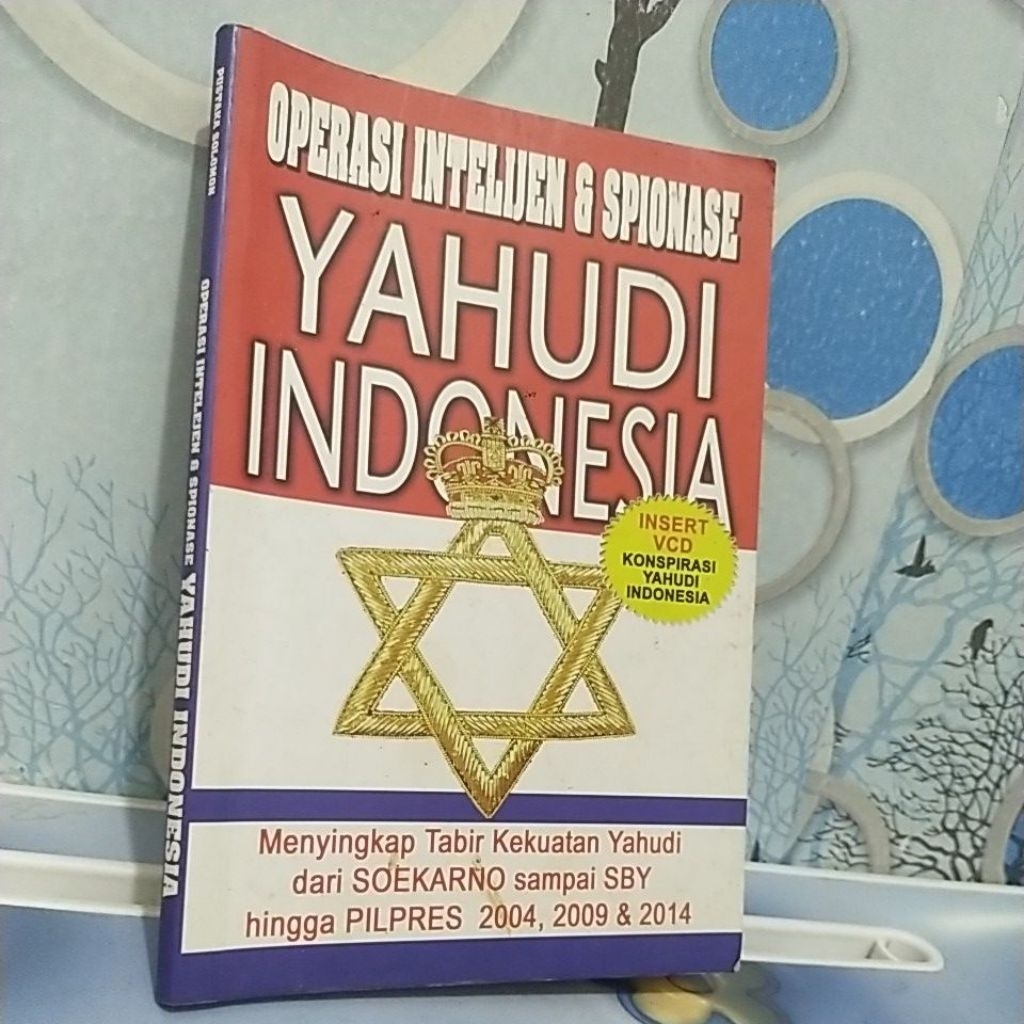 OPERASI INTELIJEN & SPIONASE
YAHUDI
INDONESIA
INSERT
VCD
KONSPIRASI
YAHUDI
INDONESIA
Menyingkap Tabir Kekuatan Yahudi
dari SOEKARNO sampai SBY
hingga PILPRES 2004, 2009 & 2014
PUSTAKA SOLOMON
OPERASI INTELEJEN & SPIONASE YAHUDI INDONESIA